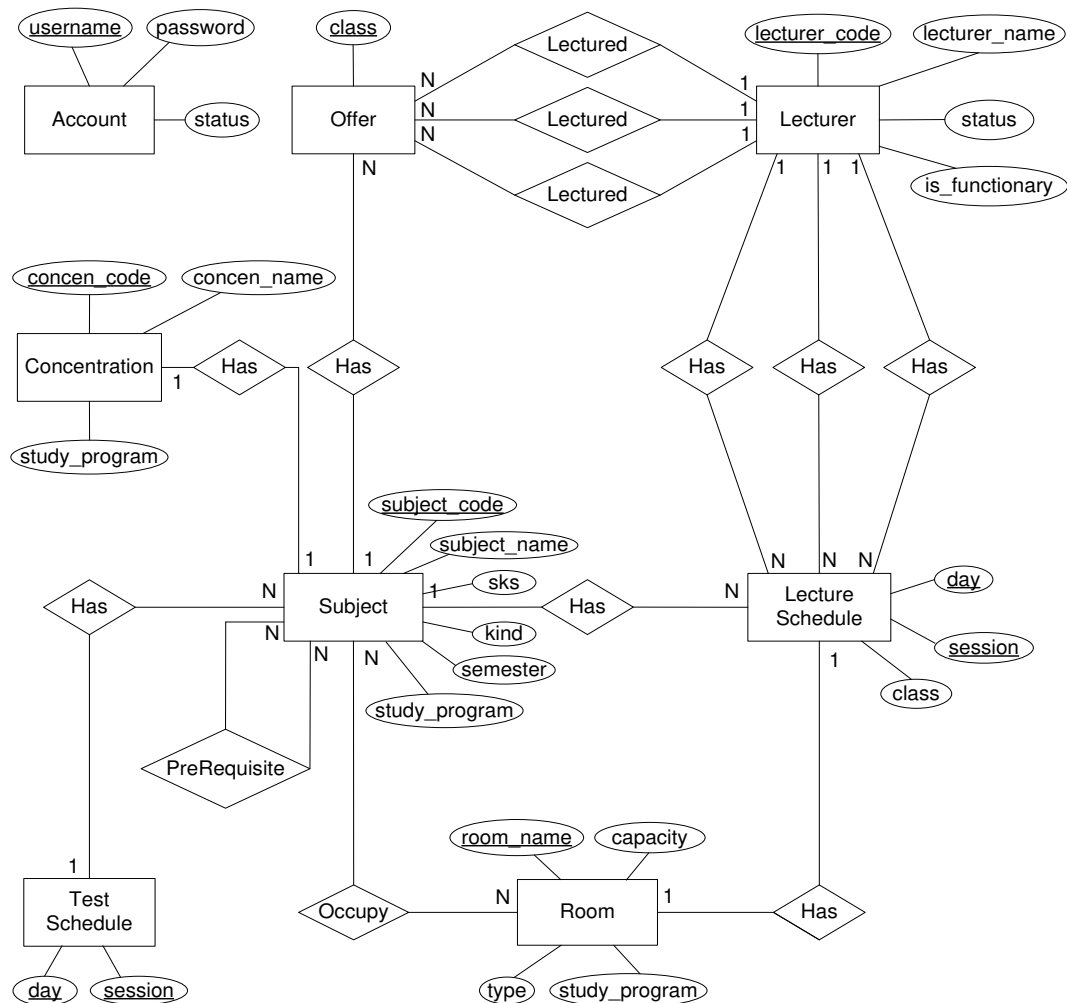 username
password
class
Lectured
lecturer_code
lecturer_name
Account
status
Offer
N
N
N
Lectured
Lectured
1
1
1
Lecturer
status
is_functionary
N
1
1
1
concen_code
concen_name
Concentration
1
Has
Has
Has
Has
Has
study_program
subject_code
subject_name
sks
kind
semester
study_program
1
1
N
Subject
1
N
N
N
Has
Has
N
N
N
N
Lecture
Schedule
day
session
class
1
PreRequisite
room_name
capacity
1
Test
Schedule
day
session
Occupy
N
Room
1
Has
type
study_program